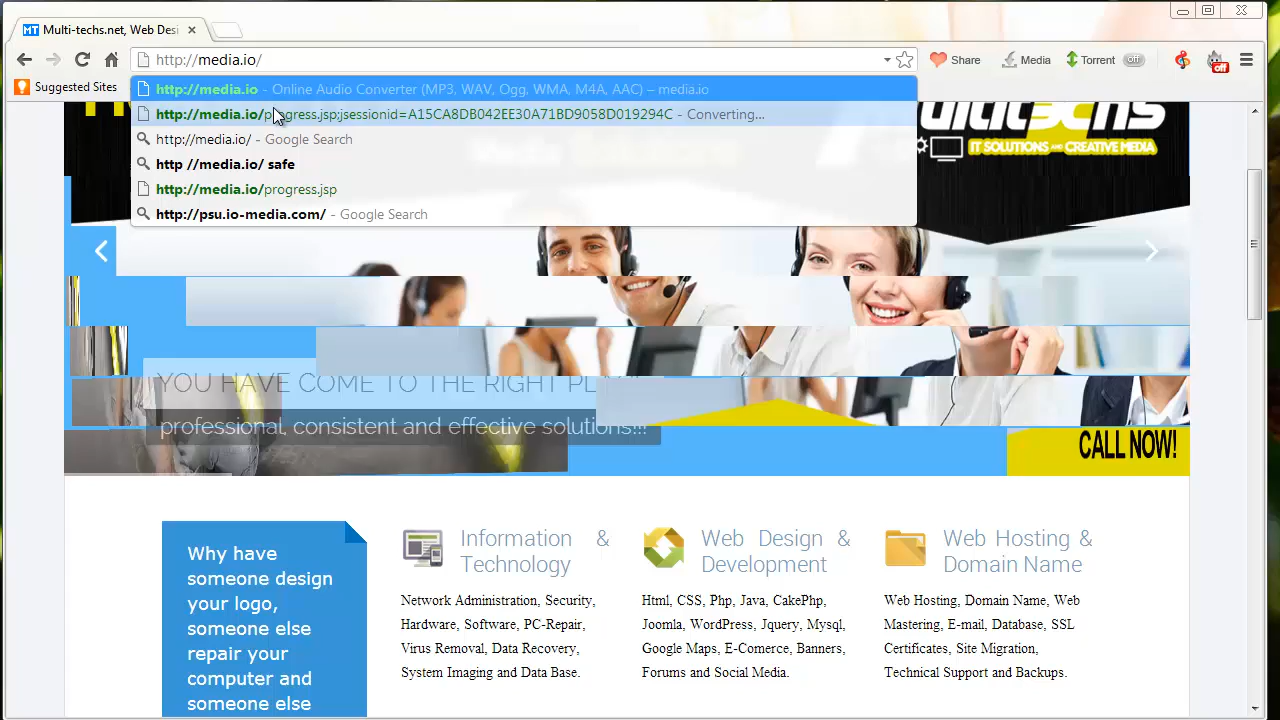 Multi-techs.net, Web Desi
http://media.io/
Share
Media
Torrent
off
off
Suggested Sites
http://media.io - Online Audio Converter (MP3, WAV, Ogg, WMA, M4A, AAC) – media.io
http://media.io/progress.jsp;jsessionid=A15CA8DB042EE30A71BD9058D019294C - Converting...
http://media.io/ - Google Search
http //media.io/ safe
http://media.io/progress.jsp
http://psu.io-media.com/ - Google Search
IT SOLUTIONS and CREATIVE MEDIA
YOU HAVE COME TO THE RIGHT
professional, consistent and effective solutions!!!
CALL NOW!
Why have
someone design
your logo,
someone else
repair your
computer and
someone else
Information &
Technology
Network Administration, Security,
Hardware, Software, PC-Repair,
Virus Removal, Data Recovery,
System Imaging and Data Base.
Web Design &
Development
Html, CSS, Php, Java, CakePhp,
Joomla, WordPress, Jquery, Mysql,
Google Maps, E-Comerce, Banners,
Forums and Social Media.
Web Hosting &
Domain Name
Web Hosting, Domain Name, Web
Mastering, E-mail, Database, SSL
Certificates, Site Migration,
Technical Support and Backups.